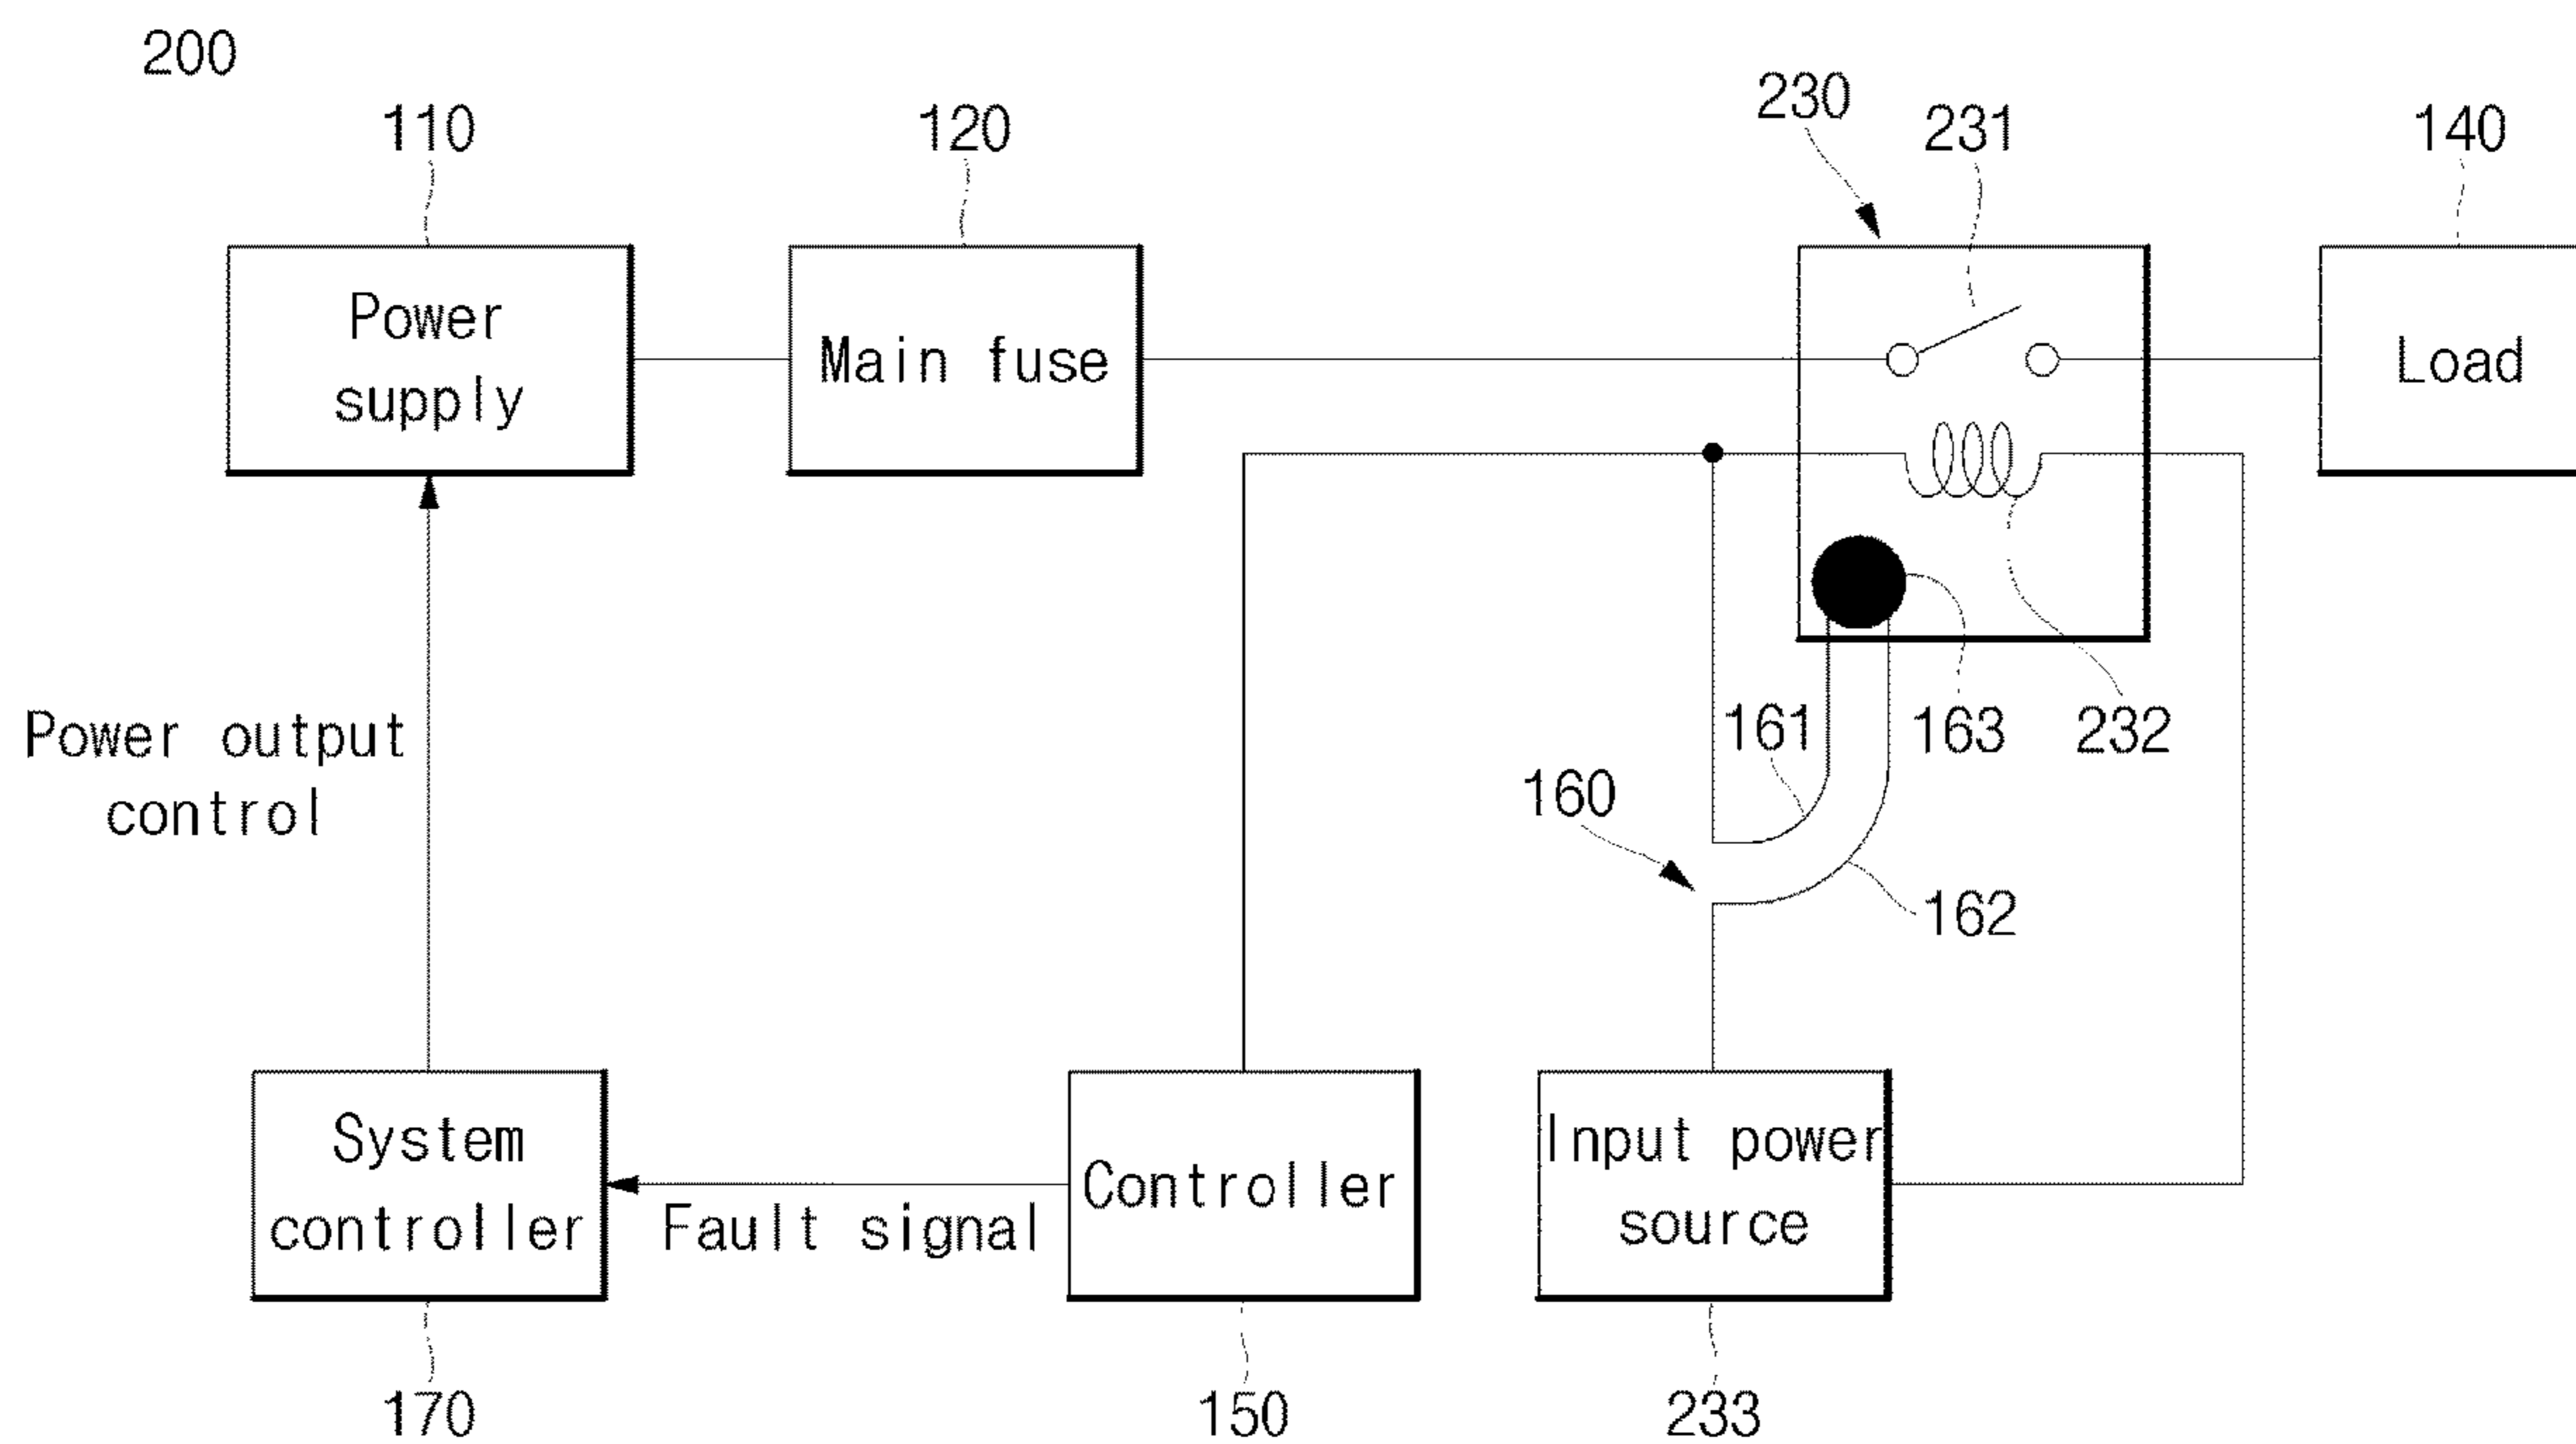 200
110
120
230
231
140
Power
supply
Main fuse
Load
161
163
232
Power output
control
160
162
System
controller
Fault signal
Controller
Input power
source
170
150
233